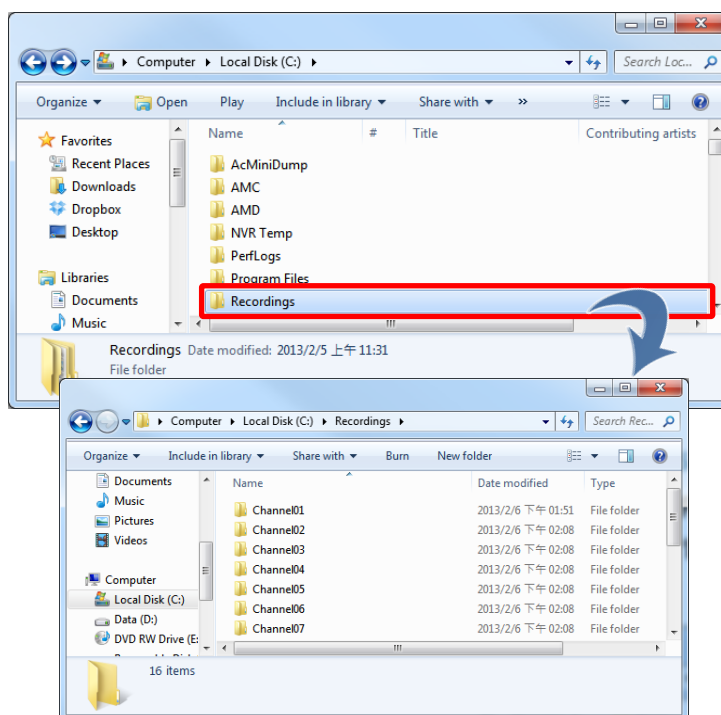 Computer ▸ Local Disk (C:) ▸
Search Loc...
Organize Open Play Include in library Share with »
Favorites
Recent Places
Downloads
Dropbox
Desktop
Libraries
Documents
Music
Name # Title Contributing artists
AcMiniDump
AMC
AMD
NVR Temp
PerfLogs
Program Files
Recordings
Recordings Date modified: 2013/2/5 上午 11:31
File folder
Computer ▸ Local Disk (C:) ▸ Recordings ▸
Search Rec...
Organize Include in library Share with Burn New folder
Documents
Music
Pictures
Videos
Computer
Local Disk (C:)
Data (D:)
DVD RW Drive (E:
Name Date modified Type
Channel01 2013/2/6 下午 01:51 File folder
Channel02 2013/2/6 下午 02:08 File folder
Channel03 2013/2/6 下午 02:08 File folder
Channel04 2013/2/6 下午 02:08 File folder
Channel05 2013/2/6 下午 02:08 File folder
Channel06 2013/2/6 下午 02:08 File folder
Channel07 2013/2/6 下午 02:08 File folder
16 items